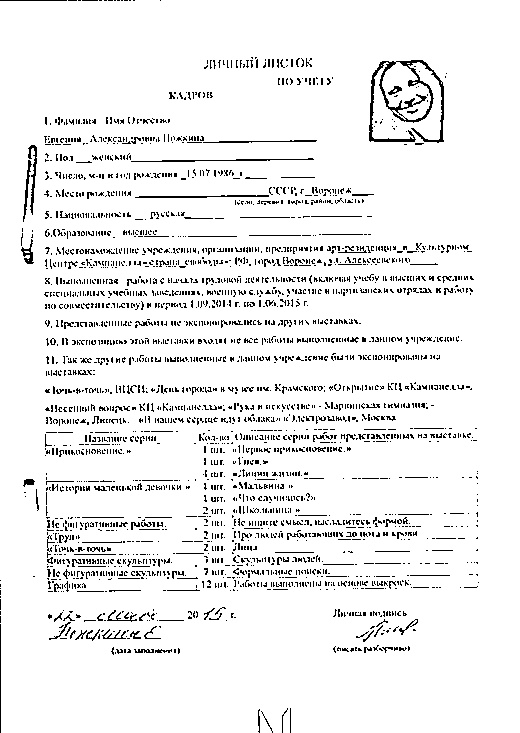 ЛИЧНЫЙ ЛИСТОК
ПО УЧЕТУ
КАДРОВ
1. Фамилия Имя Отчество
Евгения Александровна Ножкина
2. Пол женский
3. Число, м-ц и год рождения 15.07.1986 г
4. Место рождения СССР, г. Воронеж
(село, деревня, город, район, область)
5. Национальность русская
6.Образование высшее
7. Местонахождение учреждения, организации, предприятия арт-резиденция в Культурном
Центре «Кампанелла» страна свободы»: РФ, город Воронеж, ул. Алексеевского
8. Выполненная работа с начала трудовой деятельности (включая учебу в высших и средних
специальных учебных заведениях, военную службу, участие в партизанских отрядах и работу
по совместительству) в период 1.09.2014 г. по 1.06.2015 г.
9. Представленные работы не экспонировались на других выставках.
10. В экспозицию этой выставки входят не все работы выполненные в данном учреждение.
11. Так же другие работы выполненные в данном учреждение были экспонированы на
выставках:
«Точь-в-точь», ВЦСИ; «День города» в музее им. Крамского; «Открытие» КЦ «Кампанелла»,
«Весенний вопрос» КЦ «Кампанелла»; «Рука в искусстве» - Мариинская гимназия; -
Воронеж, Липецк. «В нашем сердце идут облака» «Электрозавод», Москва
Название серии Кол-во Описание серии работ представленных на выставке.
«Прикосновение.» 1 шт. «Первое прикосновение.»
1 шт. «Гнев.»
4 шт. «Линии жизни.»
«Истории маленькой девочки.» 1 шт. «Мальвина.»
1 шт. «Что случилось?»
2 шт. «Школьница.»
Не фигуративные работы. 2 шт. Не ищите смысл, насладитесь формой.
«Труд» 2 шт. Про людей работающих до пота и крови
«Точь-в-точь» 2 шт. Лица
Фигуративные скульптуры. 3 шт. Скульптуры людей.
Не фигуративные скульптуры. 7 шт. Формальные поиски.
Графика 12 шт. Работы выполнены на основе выкроек.
«22» 2015 г. Личная подпись
(дата заполнения) (писать разборчиво)